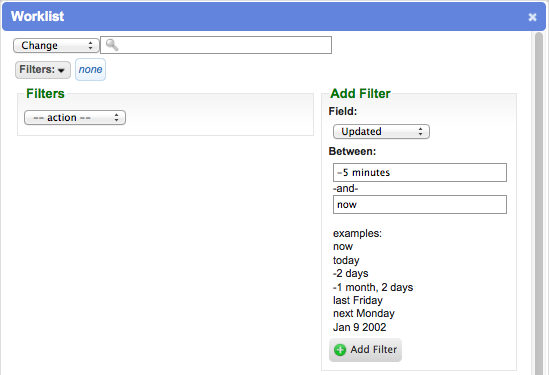 Worklist
Change
Filters: none
Filters
-- action --
Add Filter
Field:
Updated
Between:
-5 minutes
-and-
now
examples:
now
today
-2 days
-1 month, 2 days
last Friday
next Monday
Jan 9 2002
Add Filter